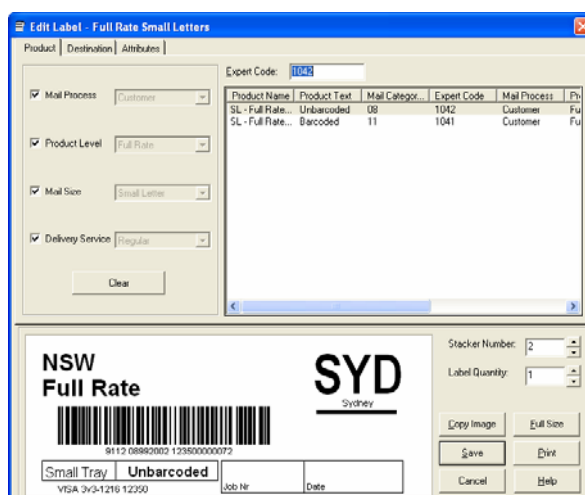 Edit Label - Full Rate Small Letters
Product Destination Attributes
Expert Code: 1042
Mail Process Customer
Product Level Full Rate
Mail Size Small Letter
Delivery Service Regular
Clear
Product Name Product Text Mail Categor... Expert Code Mail Process Pr
SL - Full Rate... Unbarcoded 08 1042 Customer Fu
SL - Full Rate... Barcoded 11 1041 Customer Fu
NSW
Full Rate
SYD
Sydney
9112 08992002 123500000072
Small Tray Unbarcoded
VISA 3v3-1216 12350
Job Nr Date
Stacker Number: 2
Label Quantity: 1
Copy Image Full Size
Save Print
Cancel Help